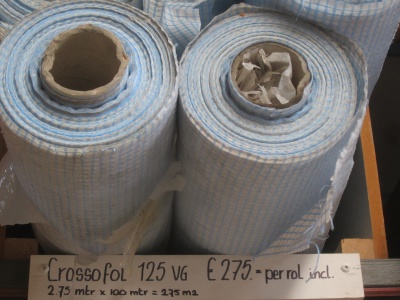 Crossofol 125 VG € 275.= per rol incl.
2.75 mtr x 100 mtr = 275 m2